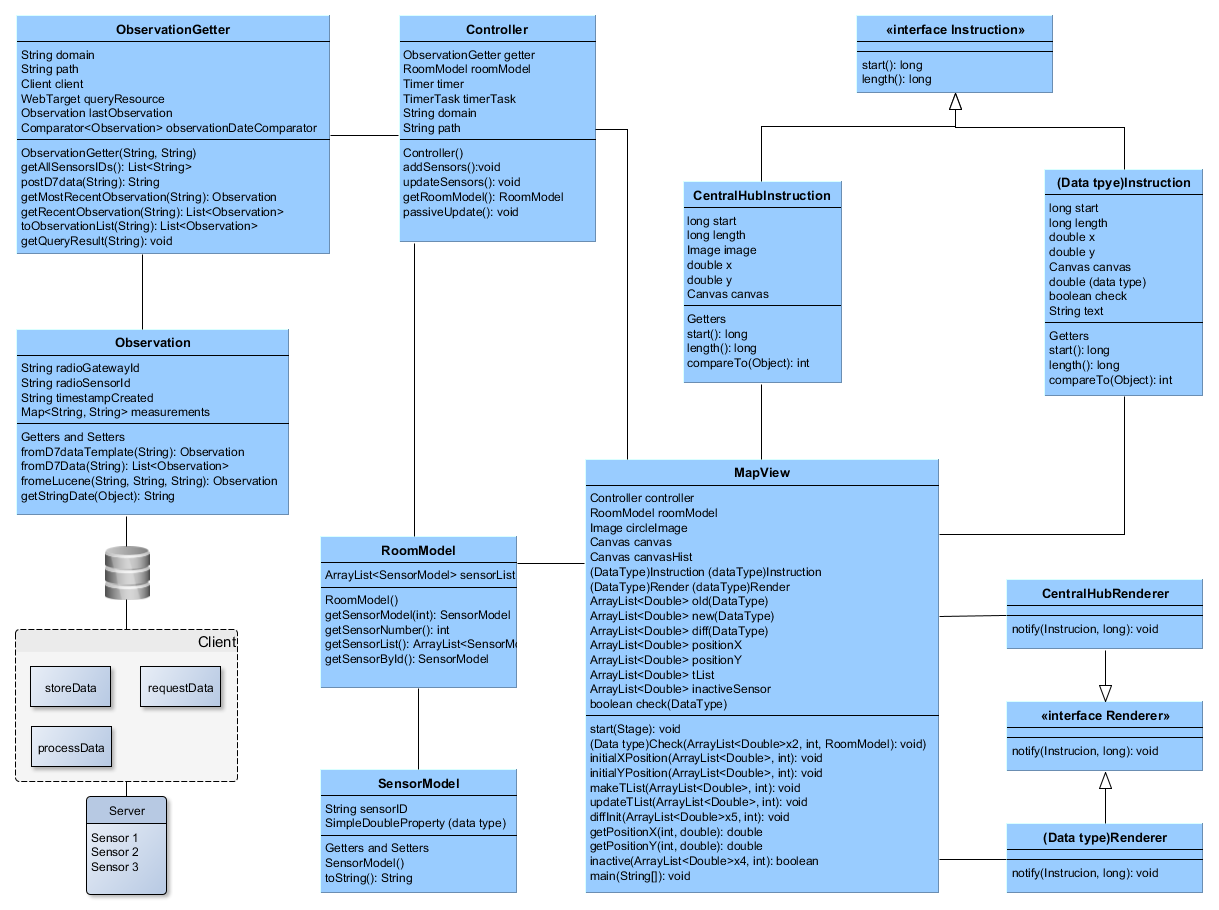 ObservationGetter
String domain
String path
Client client
WebTarget queryResource
Observation lastObservation
Comparator<Observation> observationDateComparator
ObservationGetter(String, String)
getAllSensorsIDs(): List<String>
postD7data(String): String
getMostRecentObservation(String): Observation
getRecentObservation(String): List<Observation>
toObservationList(String): List<Observation>
getQueryResult(String): void
Controller
ObservationGetter getter
RoomModel roomModel
Timer timer
TimerTask timerTask
String domain
String path
Controller()
addSensors():void
updateSensors(): void
getRoomModel(): RoomModel
passiveUpdate(): void
«interface Instruction»
start(): long
length(): long
CentralHubInstruction
long start
long length
Image image
double x
double y
Canvas canvas
Getters
start(): long
length(): long
compareTo(Object): int
(Data tpye)Instruction
long start
long length
double x
double y
Canvas canvas
double (data type)
boolean check
String text
Getters
start(): long
length(): long
compareTo(Object): int
Observation
String radioGatewayId
String radioSensorId
String timestampCreated
Map<String, String> measurements
Getters and Setters
fromD7dataTemplate(String): Observation
fromD7Data(String): List<Observation>
fromeLucene(String, String, String): Observation
getStringDate(Object): String
Client
storeData
requestData
processData
Server
Sensor 1
Sensor 2
Sensor 3
RoomModel
ArrayList<SensorModel> sensorList
RoomModel()
getSensorModel(int): SensorModel
getSensorNumber(): int
getSensorList(): ArrayList<SensorM
getSensorById(): SensorModel
SensorModel
String sensorID
SimpleDoubleProperty (data type)
Getters and Setters
SensorModel()
toString(): String
MapView
Controller controller
RoomModel roomModel
Image circleImage
Canvas canvas
Canvas canvasHist
(DataType)Instruction (dataType)Instruction
(DataType)Render (dataType)Render
ArrayList<Double> old(DataType)
ArrayList<Double> new(DataType)
ArrayList<Double> diff(DataType)
ArrayList<Double> positionX
ArrayList<Double> positionY
ArrayList<Double> tList
ArrayList<Double> inactiveSensor
boolean check(DataType)
start(Stage): void
(Data type)Check(ArrayList<Double>x2, int, RoomModel): void)
initialXPosition(ArrayList<Double>, int): void
initialYPosition(ArrayList<Double>, int): void
makeTList(ArrayList<Double>, int): void
updateTList(ArrayList<Double>, int): void
diffInit(ArrayList<Double>x5, int): void
getPositionX(int, double): double
getPositionY(int, double): double
inactive(ArrayList<Double>x4, int): boolean
main(String[]): void
CentralHubRenderer
notify(Instrucion, long): void
«interface Renderer»
notify(Instrucion, long): void
(Data type)Renderer
notify(Instrucion, long): void